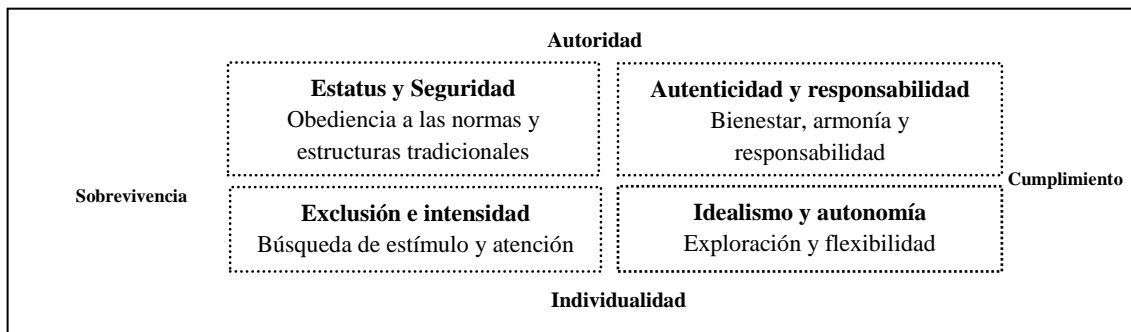 Autoridad
Estatus y Seguridad
Obediencia a las normas y
estructuras tradicionales
Autenticidad y responsabilidad
Bienestar, armonía y
responsabilidad
Sobrevivencia
Cumplimiento
Exclusión e intensidad
Búsqueda de estímulo y atención
Idealismo y autonomía
Exploración y flexibilidad
Individualidad